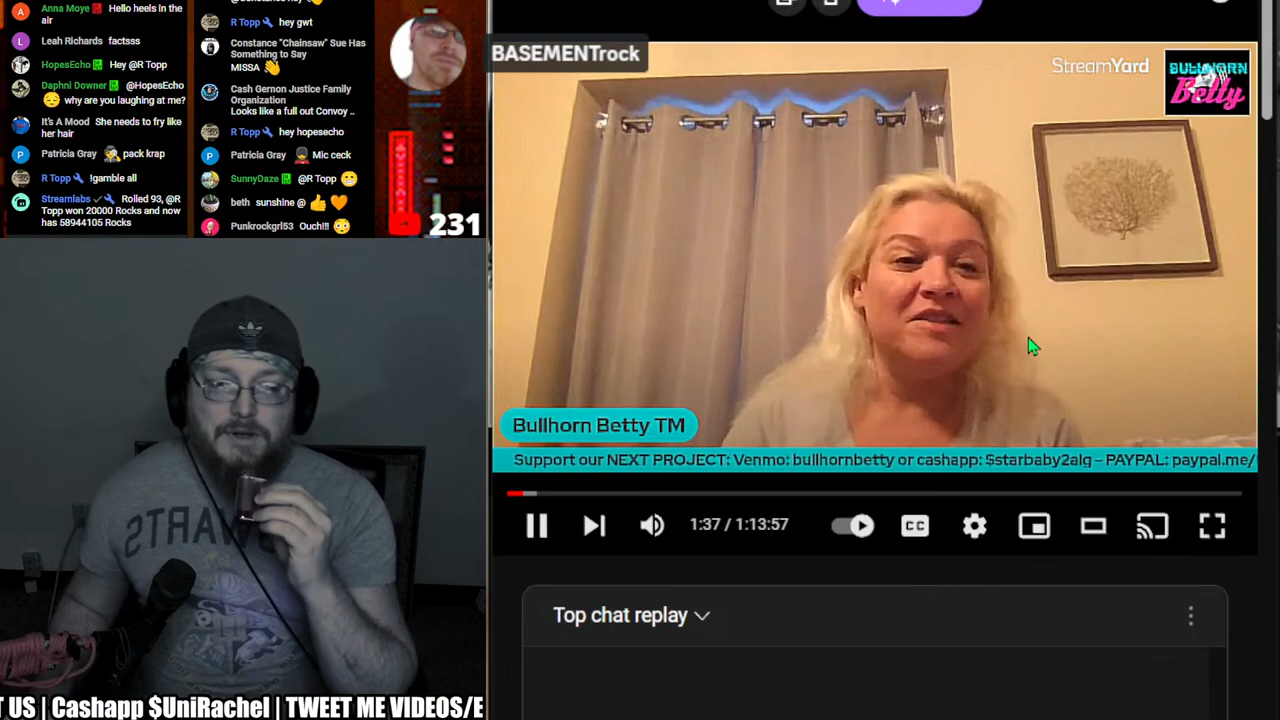 Anna Moye Hello heels in the
air
Leah Richards factsss
HopesEcho Hey @R Topp
Daphni Downer @HopesEcho
why are you laughing at me?
It's A Mood She needs to fry like
her hair
Patricia Gray pack krap
R Topp !gamble all
Streamlabs Rolled 93, @R
Topp won 20000 Rocks and now
has 58944105 Rocks
R Topp hey gwt
Constance "Chainsaw" Sue Has
Something to Say
MISSA
Cash Gernon Justice Family
Organization
Looks like a full out Convoy ..
R Topp hey hopesecho
Patricia Gray Mic ceck
SunnyDaze @R Topp
beth sunshine @
Punkrockgrl53 Ouch!!!
231
BASEMENTrock
StreamYard
BULLHORN
Betty
Bullhorn Betty TM
Support our NEXT PROJECT: Venmo: bullhornbetty or cashapp: $starbaby2alg - PAYPAL: paypal.me/
1:37 / 1:13:57
CC
Top chat replay
T US | Cashapp $UniRachel | TWEET ME VIDEOS/E